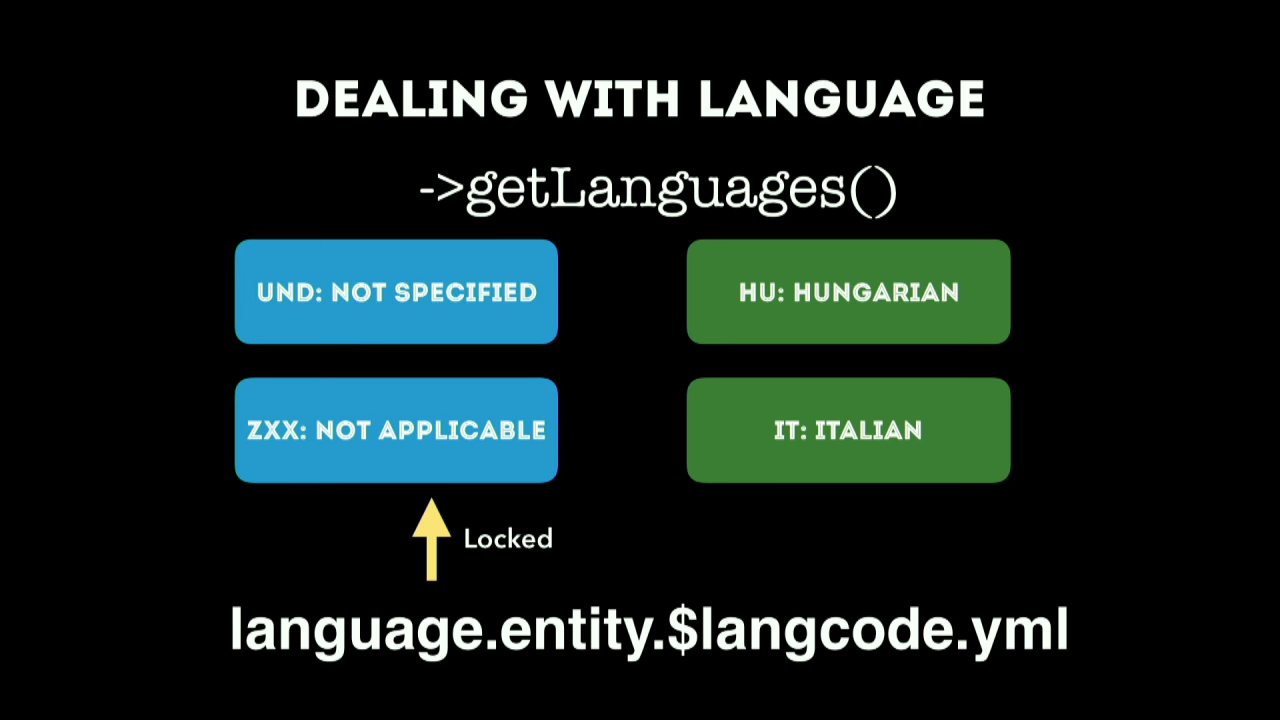 DEALING WITH LANGUAGE
->getLanguages()
UND: NOT SPECIFIED
HU: HUNGARIAN
ZXX: NOT APPLICABLE
IT: ITALIAN
Locked
language.entity.$langcode.yml